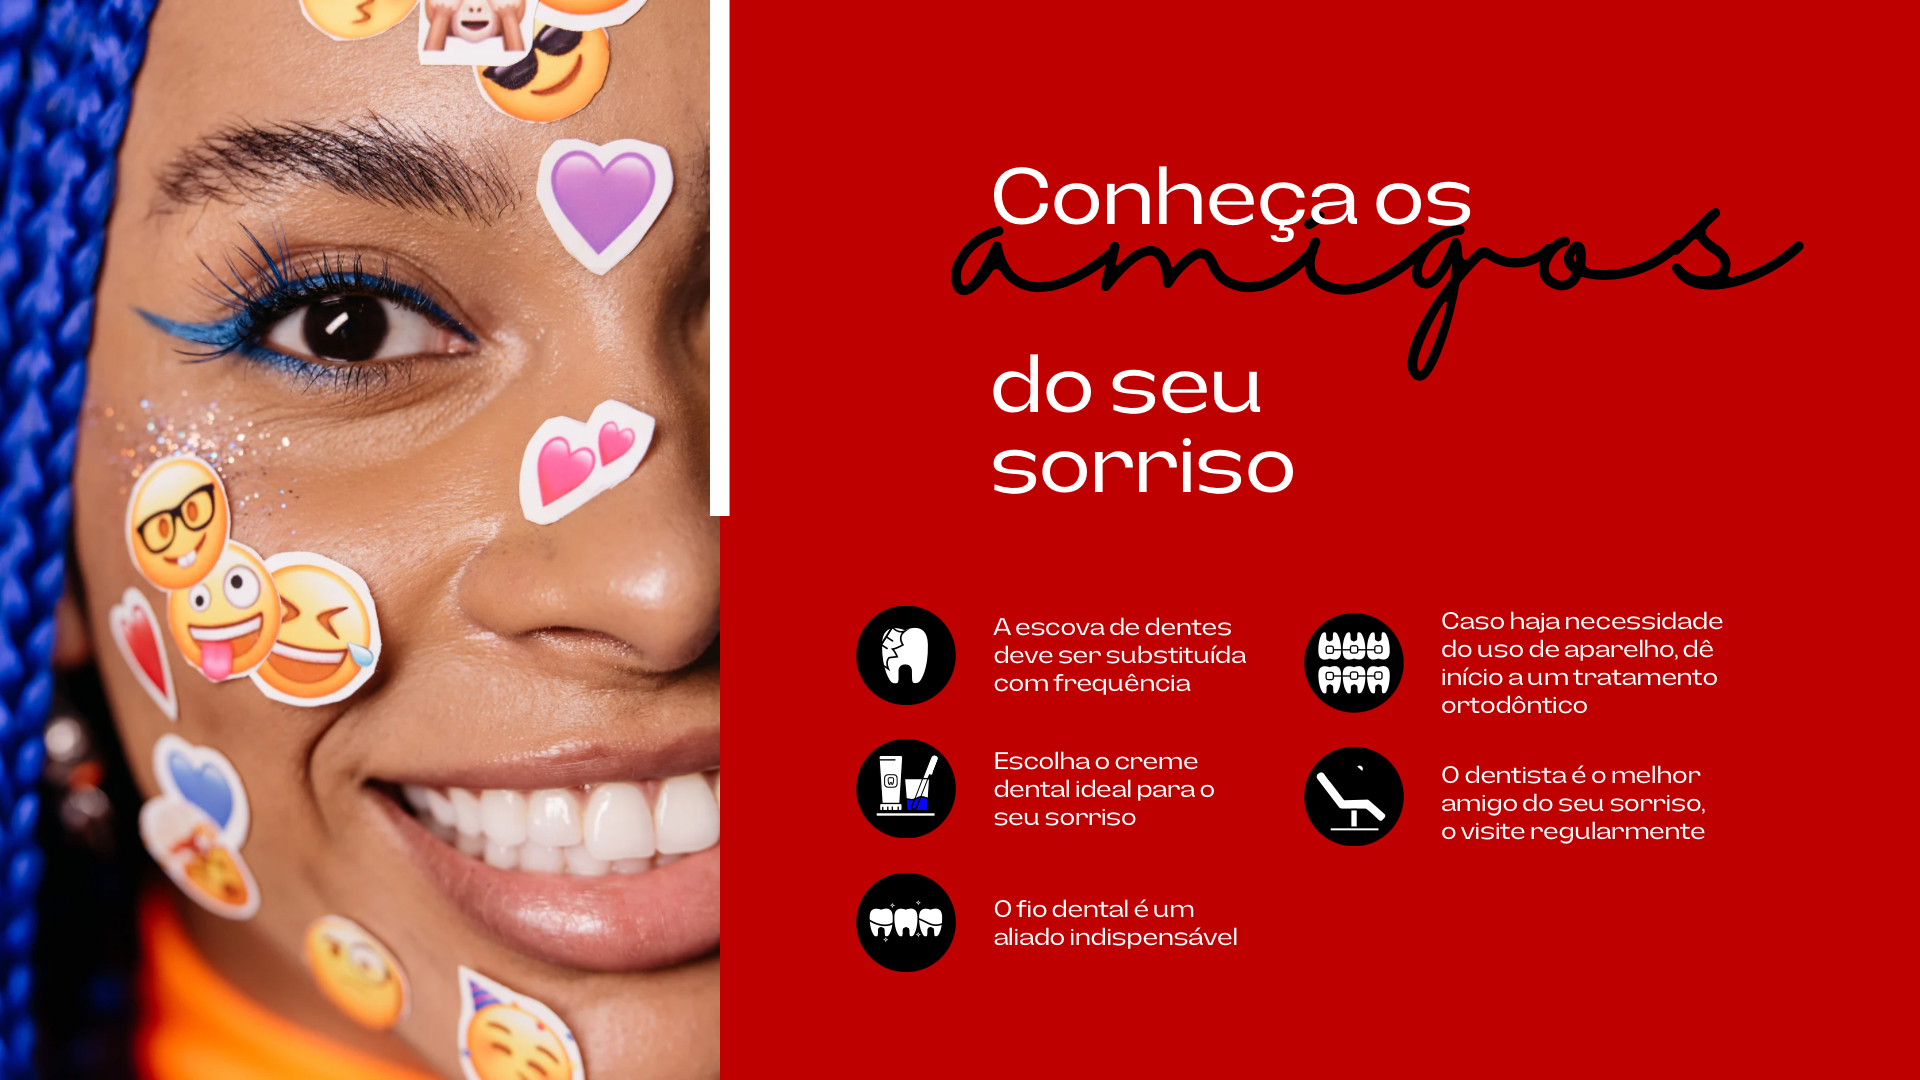 Conheça os
amigos
do seu
sorriso
A escova de dentes
deve ser substituída
com frequência
Escolha o creme
dental ideal para o
seu sorriso
O fio dental é um
aliado indispensável
Caso haja necessidade
do uso de aparelho, dê
início a um tratamento
ortodôntico
O dentista é o melhor
amigo do seu sorriso,
o visite regularmente